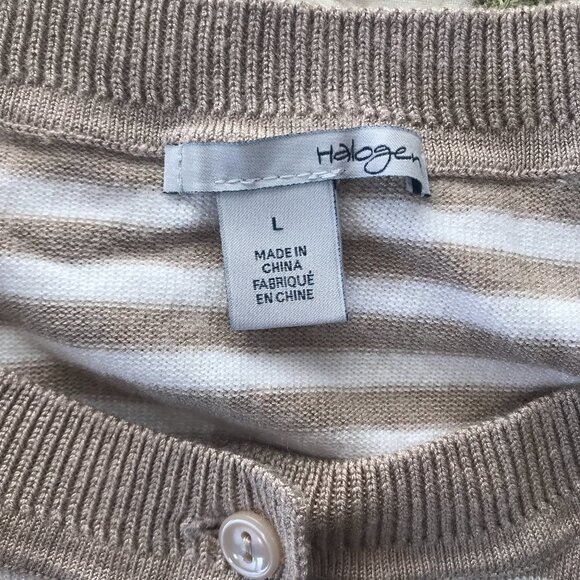 Halogen
L
MADE IN
CHINA
FABRIQUÉ
EN CHINE